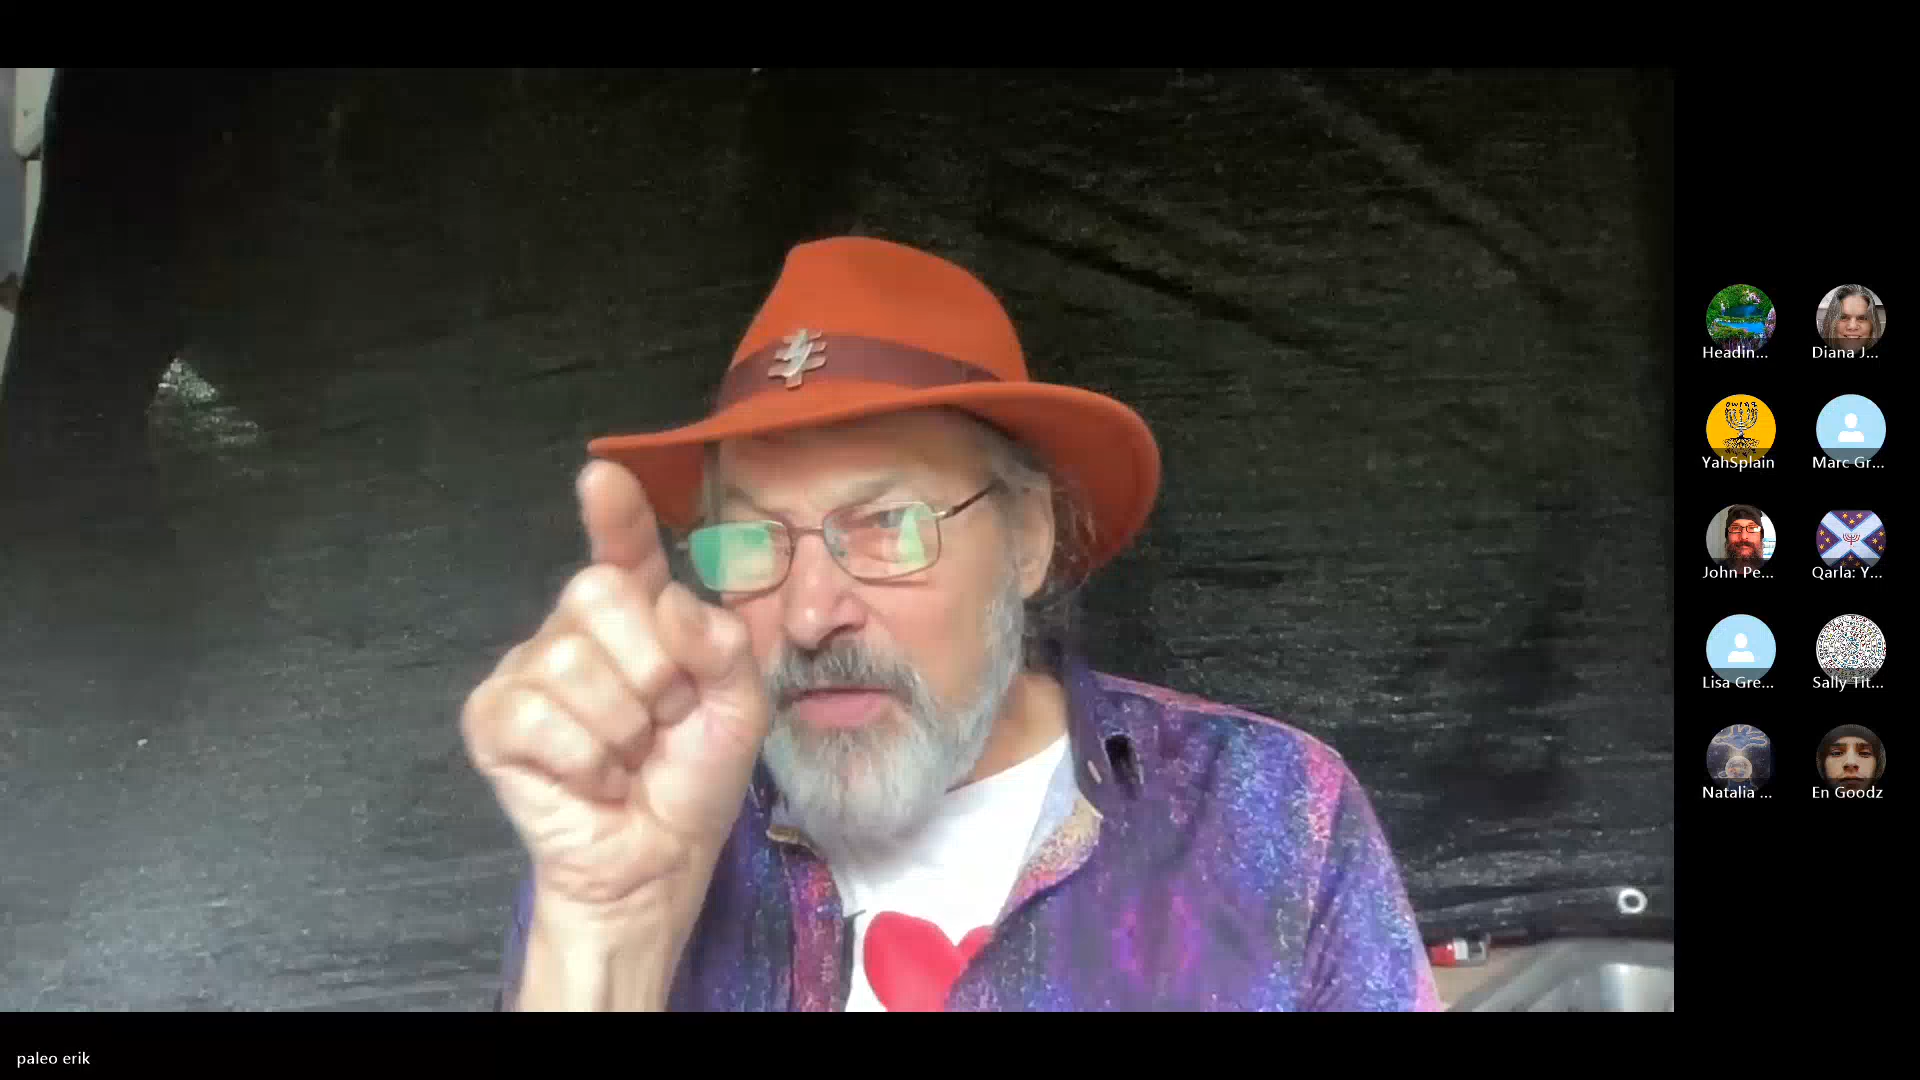 Headin...
Diana J...
YahSplain
Marc Gr...
John Pe...
Qarla: Y...
Lisa Gre...
Sally Tit...
Natalia ...
En Goodz
paleo erik